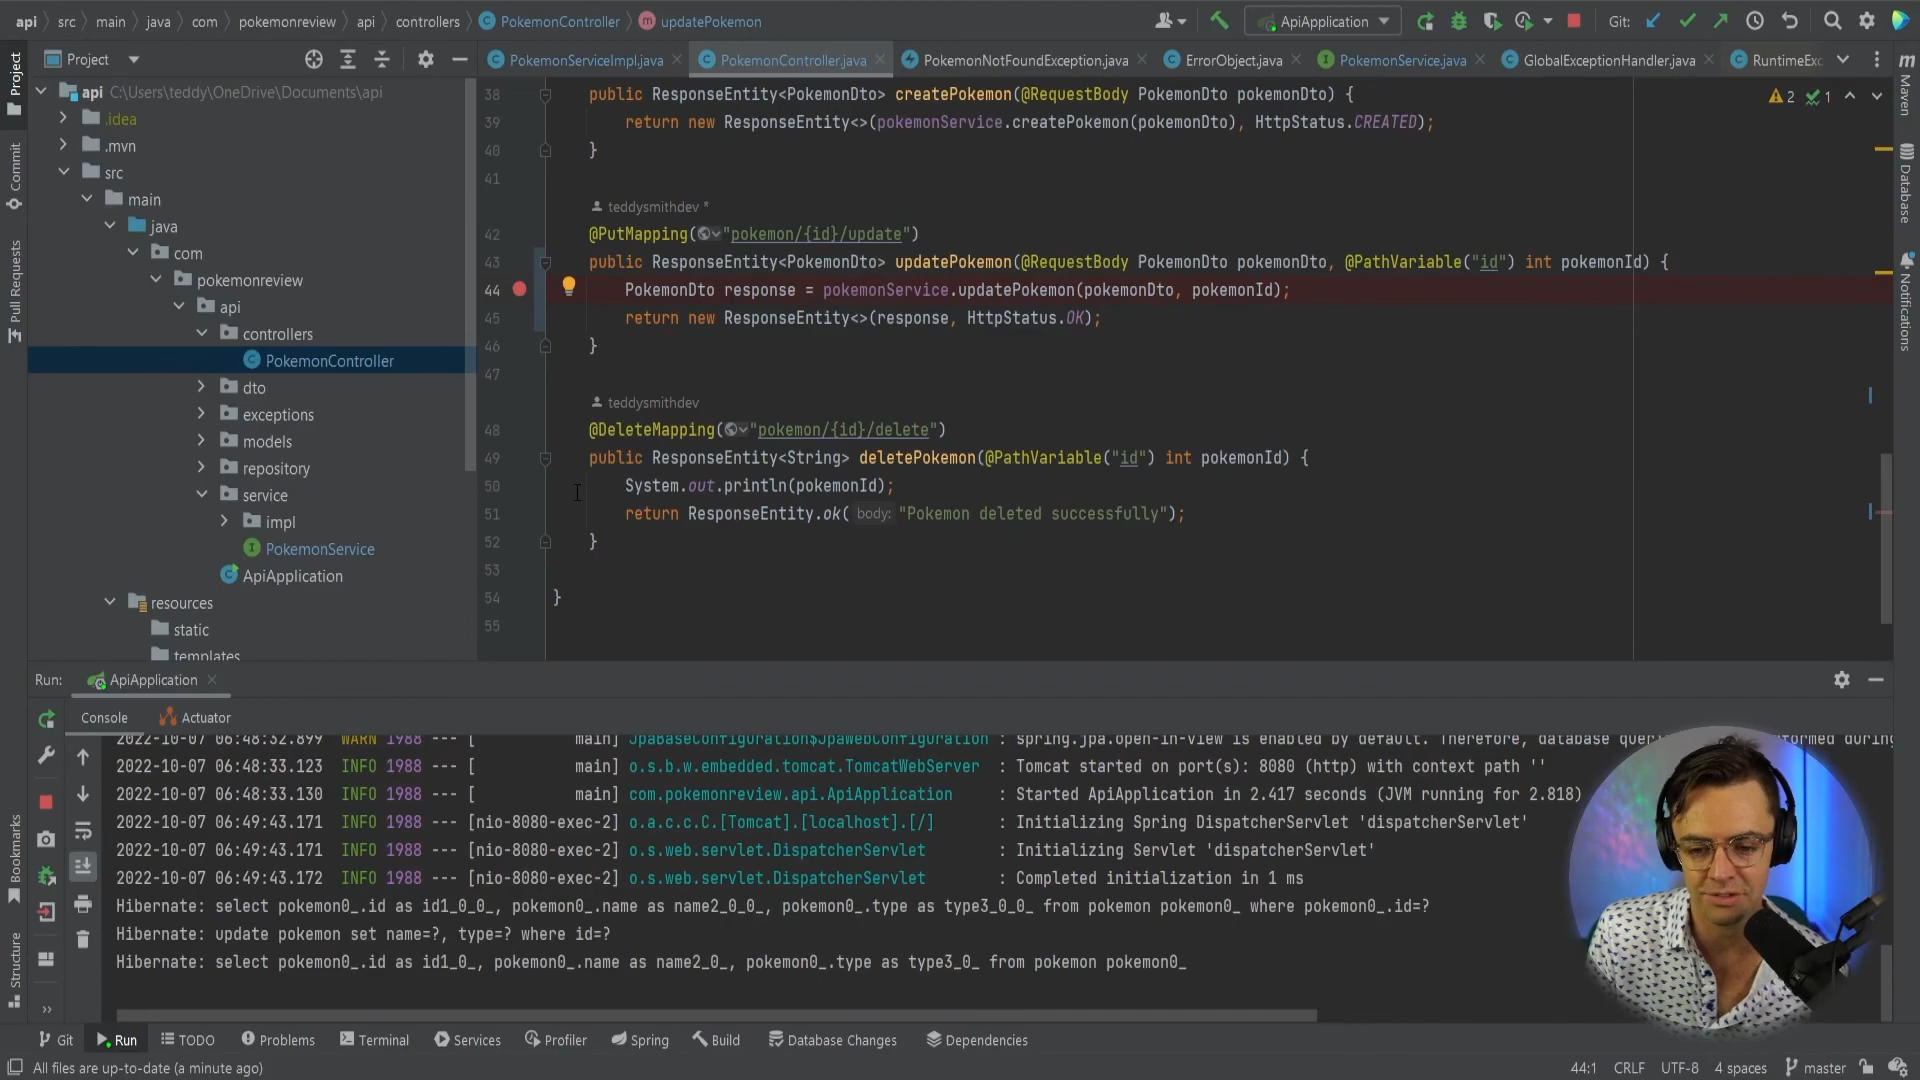 api › src › main › java › com › pokemonreview › api › controllers › PokemonController › updatePokemon
ApiApplication
Git:
Project
PokemonServiceImpl.java
PokemonController.java
PokemonNotFoundException.java
ErrorObject.java
PokemonService.java
GlobalExceptionHandler.java
RuntimeExc
Project
Commit
Pull Requests
Bookmarks
Structure
Maven
Database
Notifications
api C:\Users\teddy\OneDrive\Documents\api
.idea
.mvn
src
main
java
com
pokemonreview
api
controllers
PokemonController
dto
exceptions
models
repository
service
impl
PokemonService
ApiApplication
resources
static
templates
2 1
38 public ResponseEntity<PokemonDto> createPokemon(@RequestBody PokemonDto pokemonDto) {
39 return new ResponseEntity<>(pokemonService.createPokemon(pokemonDto), HttpStatus.CREATED);
40 }
41
teddysmithdev *
42 @PutMapping("pokemon/{id}/update")
43 public ResponseEntity<PokemonDto> updatePokemon(@RequestBody PokemonDto pokemonDto, @PathVariable("id") int pokemonId) {
44 PokemonDto response = pokemonService.updatePokemon(pokemonDto, pokemonId);
45 return new ResponseEntity<>(response, HttpStatus.OK);
46 }
47
teddysmithdev
48 @DeleteMapping("pokemon/{id}/delete")
49 public ResponseEntity<String> deletePokemon(@PathVariable("id") int pokemonId) {
50 System.out.println(pokemonId);
51 return ResponseEntity.ok( body: "Pokemon deleted successfully");
52 }
53
54 }
55
Run: ApiApplication
Console Actuator
2022-10-07 06:48:32.899 WARN 1988 --- [ main] JpaBaseConfiguration$JpaWebConfiguration : spring.jpa.open-in-view is enabled by default. Therefore, database queri formed during
2022-10-07 06:48:33.123 INFO 1988 --- [ main] o.s.b.w.embedded.tomcat.TomcatWebServer : Tomcat started on port(s): 8080 (http) with context path ''
2022-10-07 06:48:33.130 INFO 1988 --- [ main] com.pokemonreview.api.ApiApplication : Started ApiApplication in 2.417 seconds (JVM running for 2.818)
2022-10-07 06:49:43.171 INFO 1988 --- [nio-8080-exec-2] o.a.c.c.C.[Tomcat].[localhost].[/] : Initializing Spring DispatcherServlet 'dispatcherServlet'
2022-10-07 06:49:43.171 INFO 1988 --- [nio-8080-exec-2] o.s.web.servlet.DispatcherServlet : Initializing Servlet 'dispatcherServlet'
2022-10-07 06:49:43.172 INFO 1988 --- [nio-8080-exec-2] o.s.web.servlet.DispatcherServlet : Completed initialization in 1 ms
Hibernate: select pokemon0_.id as id1_0_0_, pokemon0_.name as name2_0_0_, pokemon0_.type as type3_0_0_ from pokemon pokemon0_ where pokemon0_.id=?
Hibernate: update pokemon set name=?, type=? where id=?
Hibernate: select pokemon0_.id as id1_0_, pokemon0_.name as name2_0_, pokemon0_.type as type3_0_ from pokemon pokemon0_
Git Run TODO Problems Terminal Services Profiler Spring Build Database Changes Dependencies
All files are up-to-date (a minute ago)
44:1 CRLF UTF-8 4 spaces master